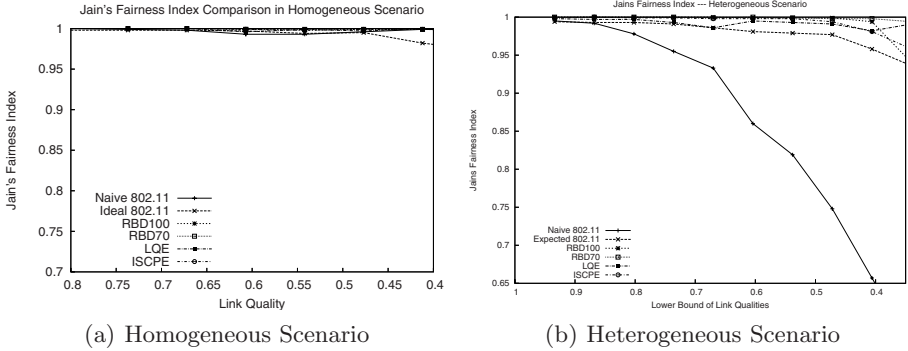 Jain's Fairness Index Comparison in Homogeneous Scenario
1
0.95
0.9
0.85
0.8
0.75
0.7
Jain's Fairness Index
Naive 802.11
Ideal 802.11
RBD100
RBD70
LQE
ISCPE
0.8 0.75 0.7 0.65 0.6 0.55 0.5 0.45 0.4
Link Quality
(a) Homogeneous Scenario
Jains Fairness Index --- Heterogeneous Scenario
1
0.95
0.9
0.85
0.8
0.75
0.7
0.65
Jains Fairness Index
Naive 802.11
Expected 802.11
RBD100
RBD70
LQE
ISCPE
1 0.9 0.8 0.7 0.6 0.5 0.4
Lower Bound of Link Qualities
(b) Heterogeneous Scenario